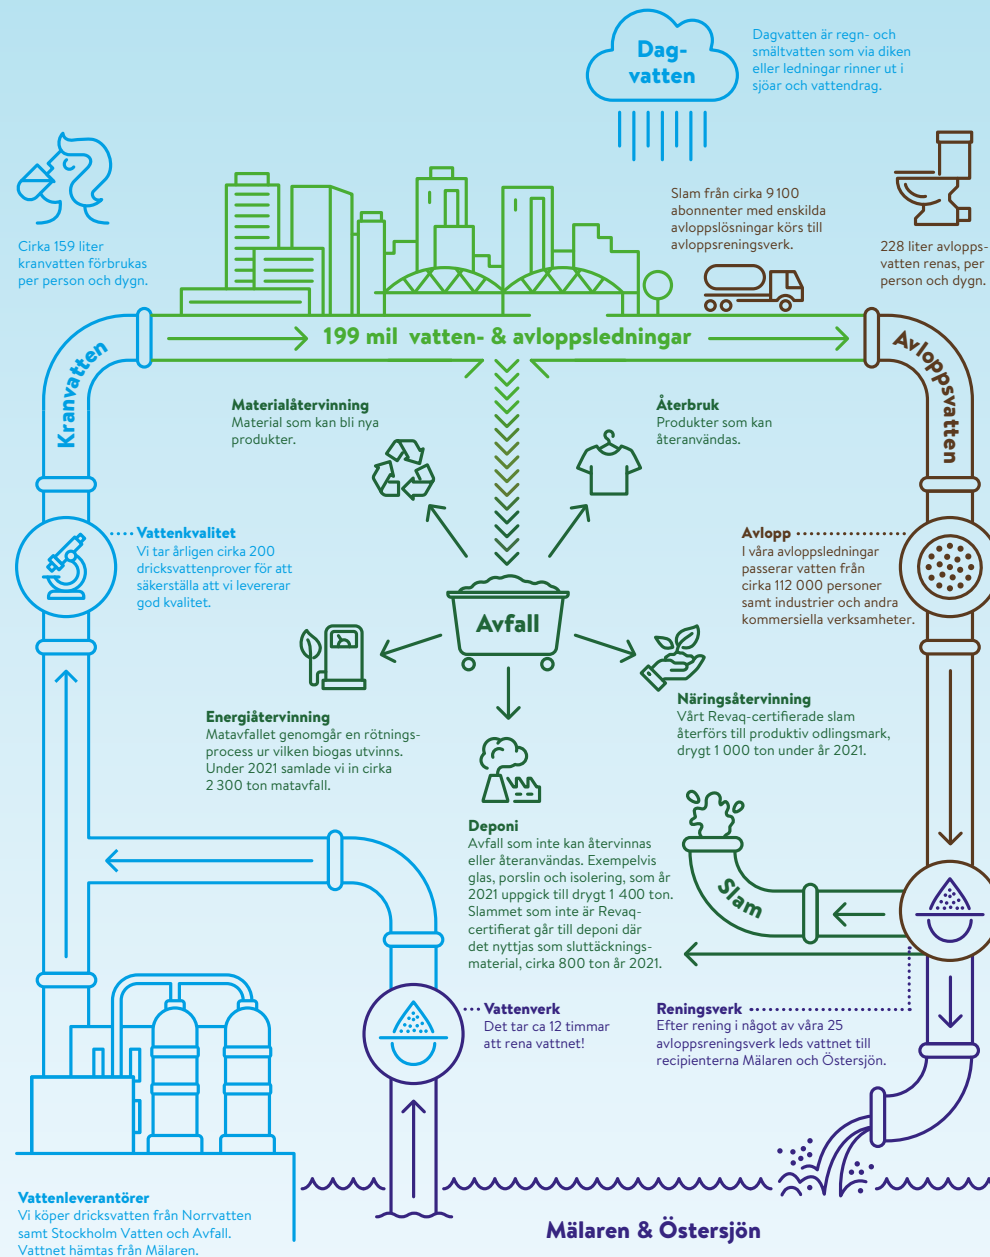 Dag-
vatten
Dagvatten är regn- och
smältvatten som via diken
eller ledningar rinner ut i
sjöar och vattendrag.
Cirka 159 liter
kranvatten förbrukas
per person och dygn.
Slam från cirka 9 100
abonnenter med enskilda
avloppslösningar körs till
avloppsreningsverk.
228 liter avlopps-
vatten renas, per
person och dygn.
199 mil vatten- & avloppsledningar
Kranvatten
Avloppsvatten
Materialåtervinning
Material som kan bli nya
produkter.
Återbruk
Produkter som kan
återanvändas.
Vattenkvalitet
Vi tar årligen cirka 200
dricksvattenprover för att
säkerställa att vi levererar
god kvalitet.
Avlopp
I våra avloppsledningar
passerar vatten från
cirka 112 000 personer
samt industrier och andra
kommersiella verksamheter.
Avfall
Energiåtervinning
Matavfallet genomgår en rötnings-
process ur vilken biogas utvinns.
Under 2021 samlade vi in cirka
2 300 ton matavfall.
Näringsåtervinning
Vårt Revaq-certifierade slam
återförs till produktiv odlingsmark,
drygt 1 000 ton under år 2021.
Deponi
Avfall som inte kan återvinnas
eller återanvändas. Exempelvis
glas, porslin och isolering, som år
2021 uppgick till drygt 1 400 ton.
Slammet som inte är Revaq-
certifierat går till deponi där
det nyttjas som sluttäcknings-
material, cirka 800 ton år 2021.
Slam
Vattenverk
Det tar ca 12 timmar
att rena vattnet!
Reningsverk
Efter rening i något av våra 25
avloppsreningsverk leds vattnet till
recipienterna Mälaren och Östersjön.
Vattenleverantörer
Vi köper dricksvatten från Norrvatten
samt Stockholm Vatten och Avfall.
Vattnet hämtas från Mälaren.
Mälaren & Östersjön